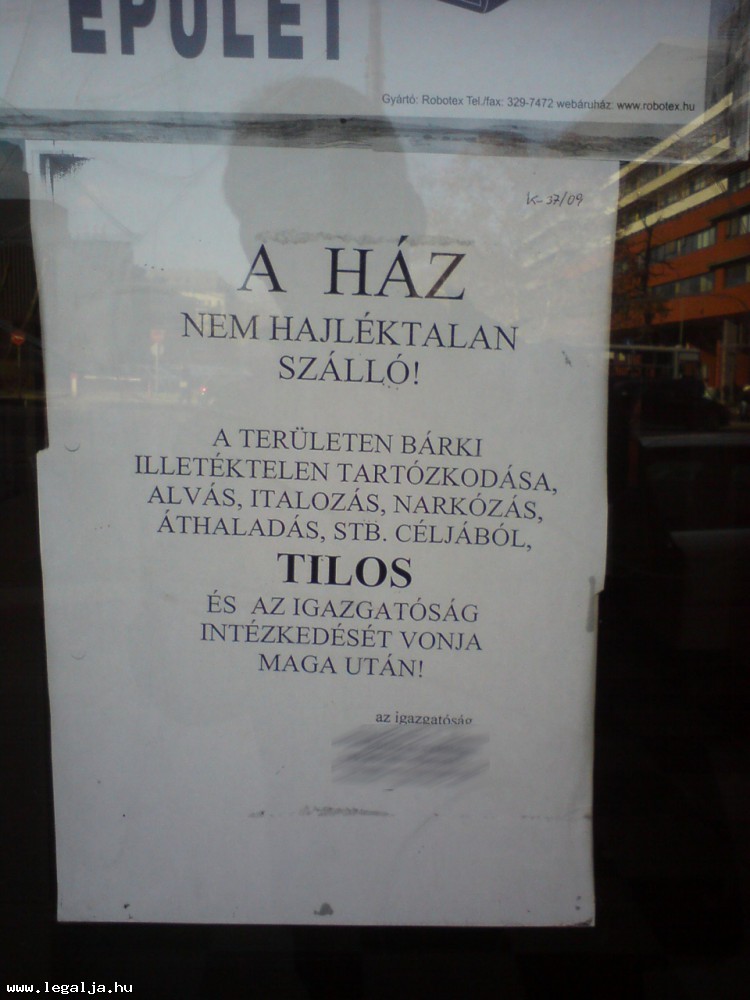 ÉPÜLET
Gyártó: Robotex Tel./fax: 329-7472 webáruház: www.robotex.hu
K-37/09
A HÁZ
NEM HAJLÉKTALAN
SZÁLLÓ!
A TERÜLETEN BÁRKI
ILLETÉKTELEN TARTÓZKODÁSA,
ALVÁS, ITALOZÁS, NARKÓZÁS,
ÁTHALADÁS, STB. CÉLJÁBÓL,
TILOS
ÉS AZ IGAZGATÓSÁG
INTÉZKEDÉSÉT VONJA
MAGA UTÁN!
az igazgatóság
www.legalja.hu